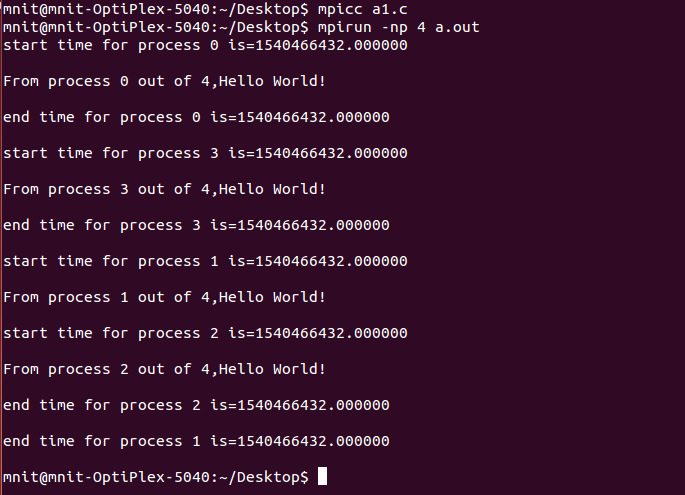 mnit@mnit-OptiPlex-5040:~/Desktop$ mpicc a1.c
mnit@mnit-OptiPlex-5040:~/Desktop$ mpirun -np 4 a.out
start time for process 0 is=1540466432.000000
From process 0 out of 4,Hello World!
end time for process 0 is=1540466432.000000
start time for process 3 is=1540466432.000000
From process 3 out of 4,Hello World!
end time for process 3 is=1540466432.000000
start time for process 1 is=1540466432.000000
From process 1 out of 4,Hello World!
start time for process 2 is=1540466432.000000
From process 2 out of 4,Hello World!
end time for process 2 is=1540466432.000000
end time for process 1 is=1540466432.000000
mnit@mnit-OptiPlex-5040:~/Desktop$